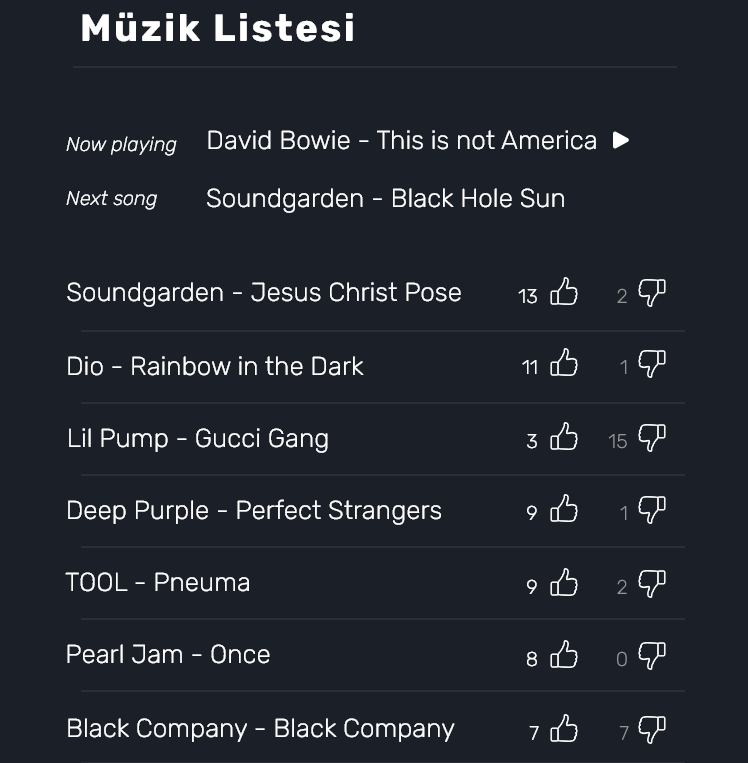 Müzik Listesi
Now playing David Bowie - This is not America
Next song Soundgarden - Black Hole Sun
Soundgarden - Jesus Christ Pose 13 2
Dio - Rainbow in the Dark 11 1
Lil Pump - Gucci Gang 3 15
Deep Purple - Perfect Strangers 9 1
TOOL - Pneuma 9 2
Pearl Jam - Once 8 0
Black Company - Black Company 7 7